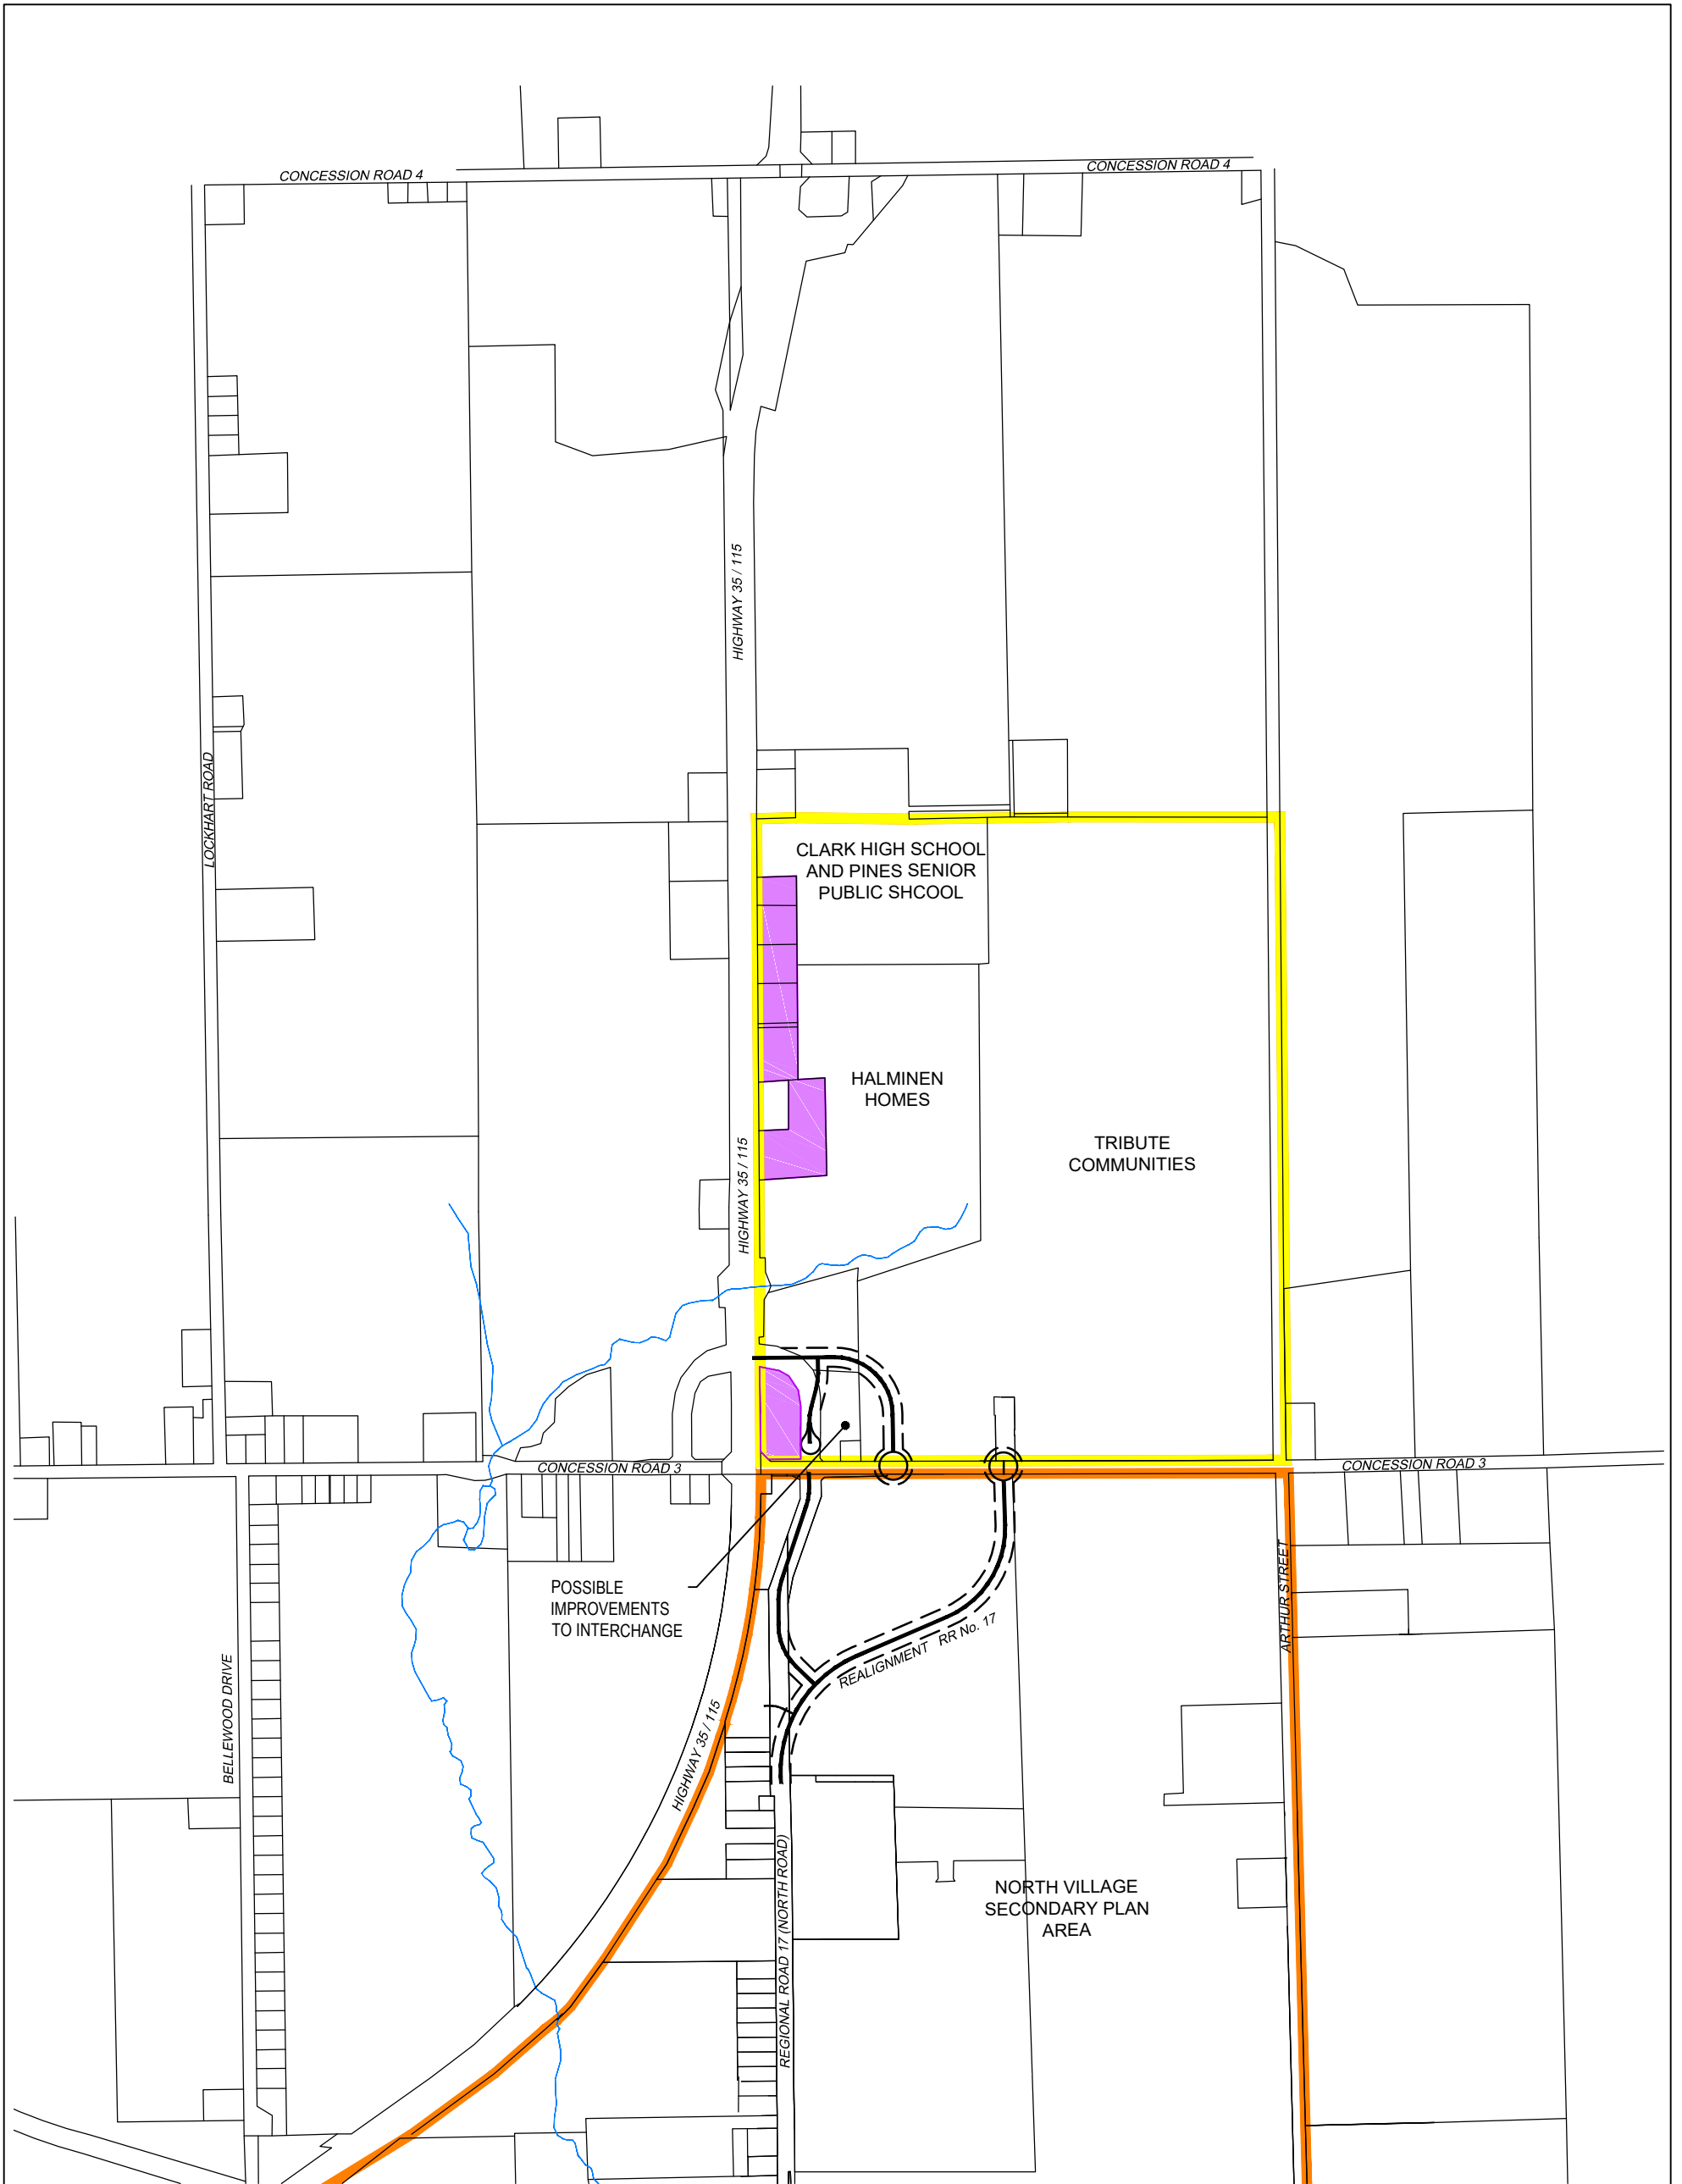 CONCESSION ROAD 4
CONCESSION ROAD 4
HIGHWAY 35 / 115
LOCKHART ROAD
CLARK HIGH SCHOOL
AND PINES SENIOR
PUBLIC SHCOOL
HALMINEN
HOMES
TRIBUTE
COMMUNITIES
HIGHWAY 35 / 115
CONCESSION ROAD 3
CONCESSION ROAD 3
POSSIBLE
IMPROVEMENTS
TO INTERCHANGE
ARTHUR STREET
REALIGNMENT RR No. 17
BELLEWOOD DRIVE
HIGHWAY 35 / 115
REGIONAL ROAD 17 (NORTH ROAD)
NORTH VILLAGE
SECONDARY PLAN
AREA